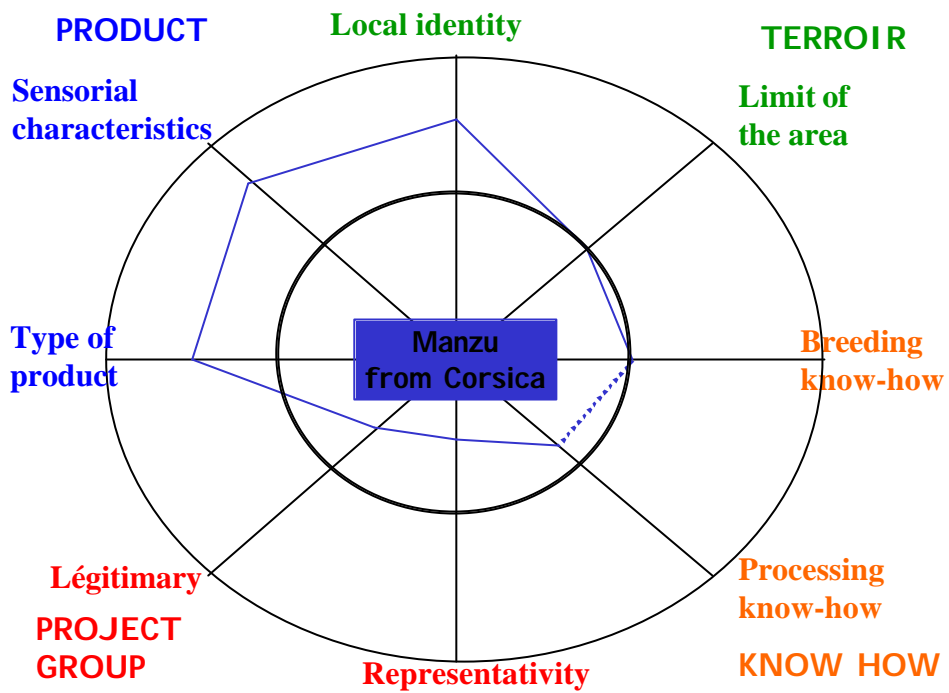 PRODUCT
Local identity
TERROIR
Sensorial
characteristics
Limit of
the area
Type of
product
Manzu
from Corsica
Breeding
know-how
Légitimary
Processing
know-how
PROJECT
GROUP
Representativity
KNOW HOW